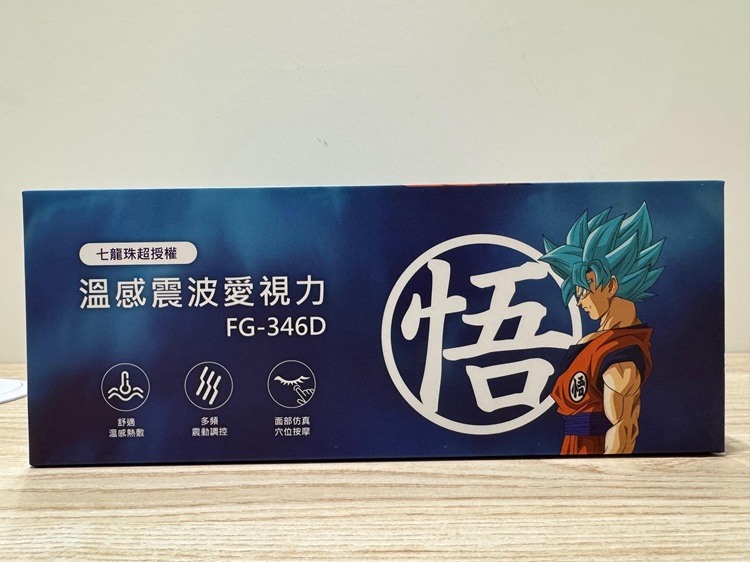 七龍珠超授權
溫感震波愛視力
FG-346D
悟
悟
舒適
溫感熱敷
多頻
震動調控
面部仿真
穴位按摩